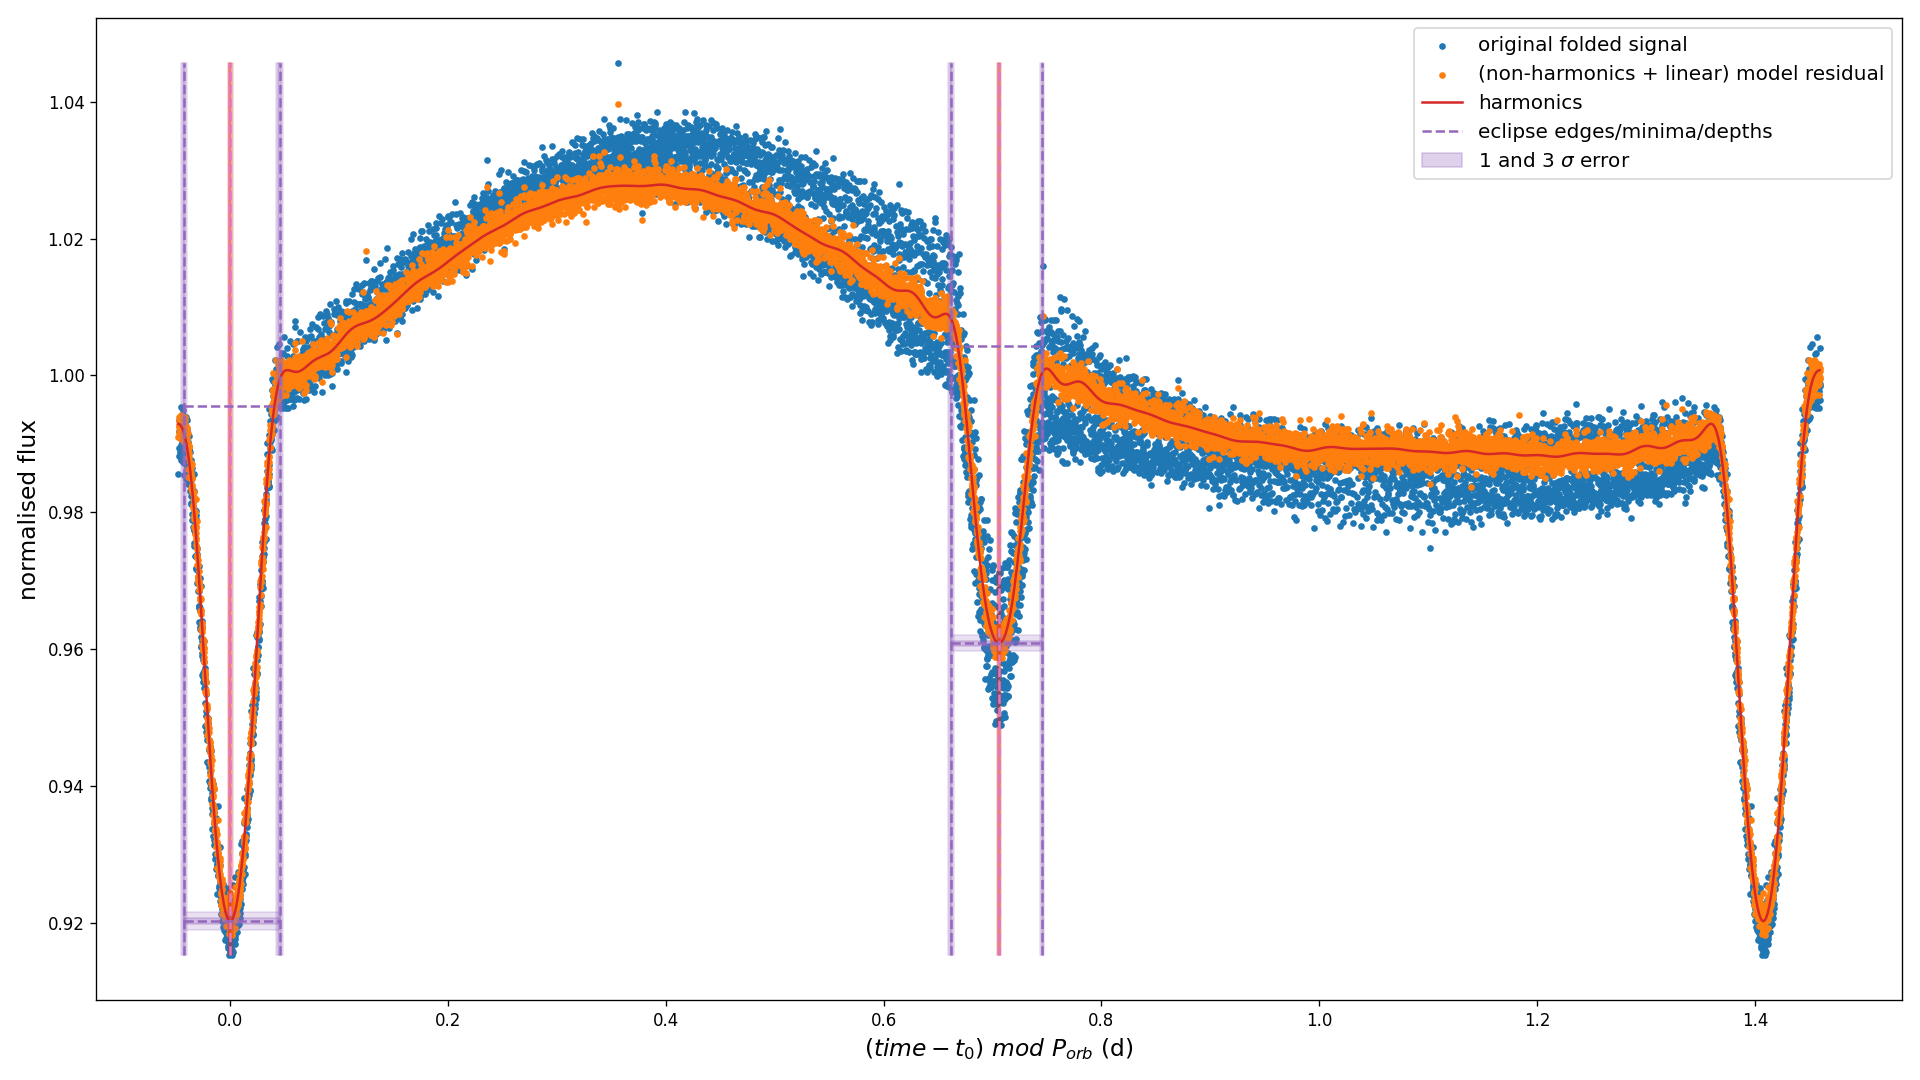 original folded signal
(non-harmonics + linear) model residual
harmonics
eclipse edges/minima/depths
1 and 3 σ error
normalised flux
1.04
1.02
1.00
0.98
0.96
0.94
0.92
0.0 0.2 0.4 0.6 0.8 1.0 1.2 1.4
(time − t₀) mod Pₒᵣb (d)